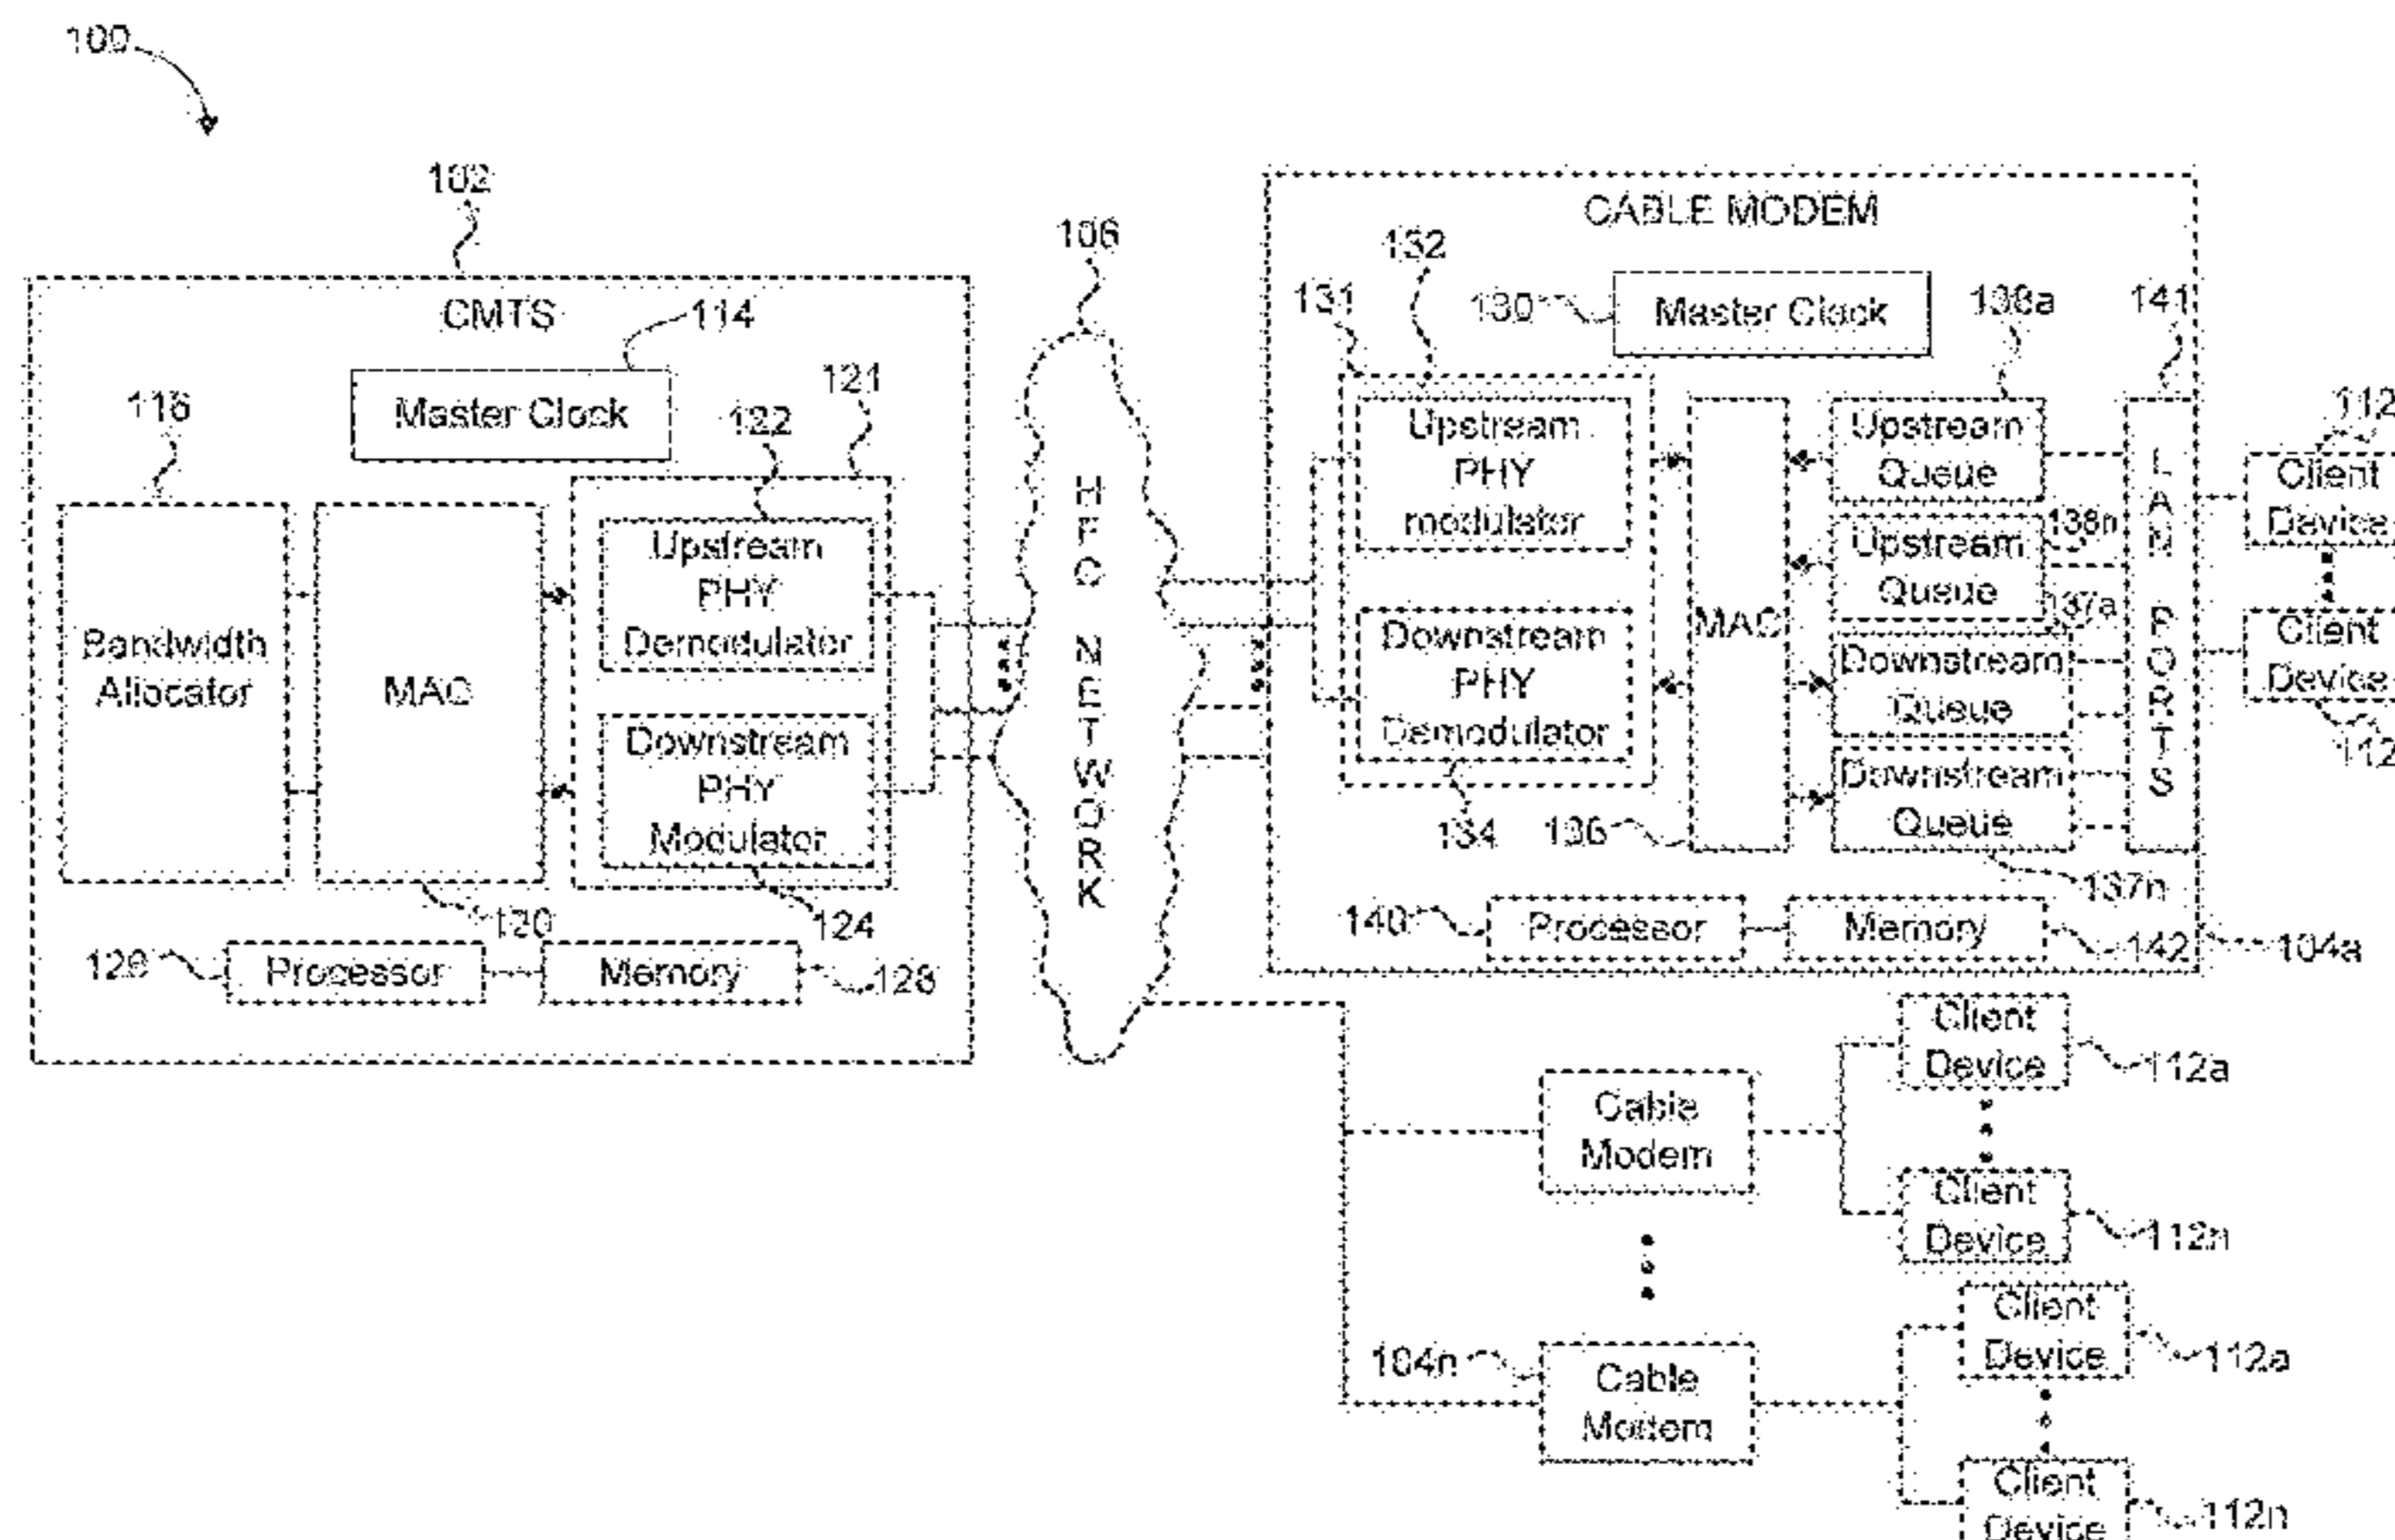 100
102
CMTS
114
Master Clock
116
121
122
Bandwidth
Allocator
MAC
Upstream
PHY
Demodulator
Downstream
PHY
Modulator
120
124
Processor
Memory
128
106
HFC NETWORK
CABLE MODEM
130
Master Clock
131
132
138a
141
Upstream
PHY
modulator
Downstream
PHY
Demodulator
134
MAC
136
Upstream
Queue
138n
Upstream
Queue
137a
Downstream
Queue
Downstream
Queue
137n
LAN PORTS
140
Processor
Memory
142
104a
112
Client
Device
Client
Device
112
Cable
Modem
Client
Device
112a
Client
Device
112n
104n
Cable
Modem
Client
Device
112a
Client
Device
112n